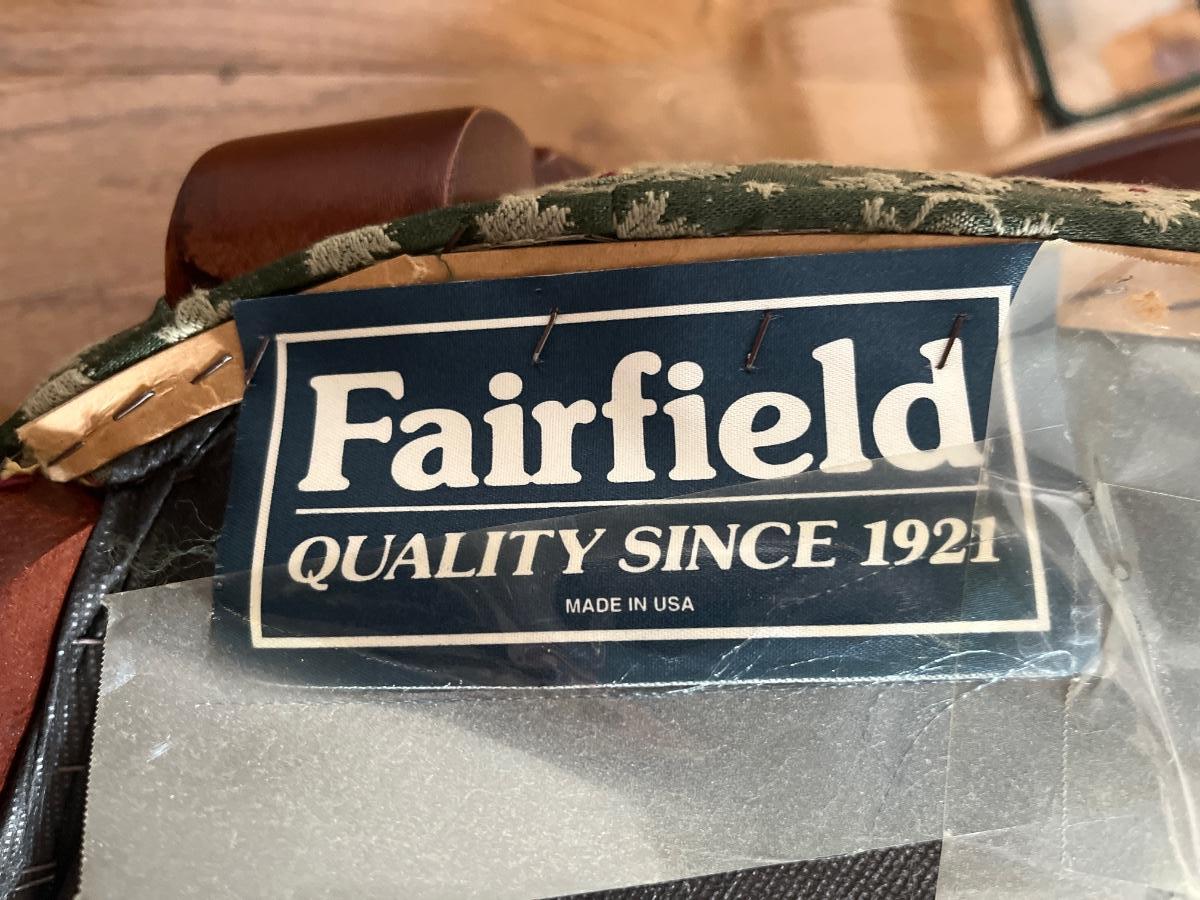 Fairfield
QUALITY SINCE 1921
MADE IN USA